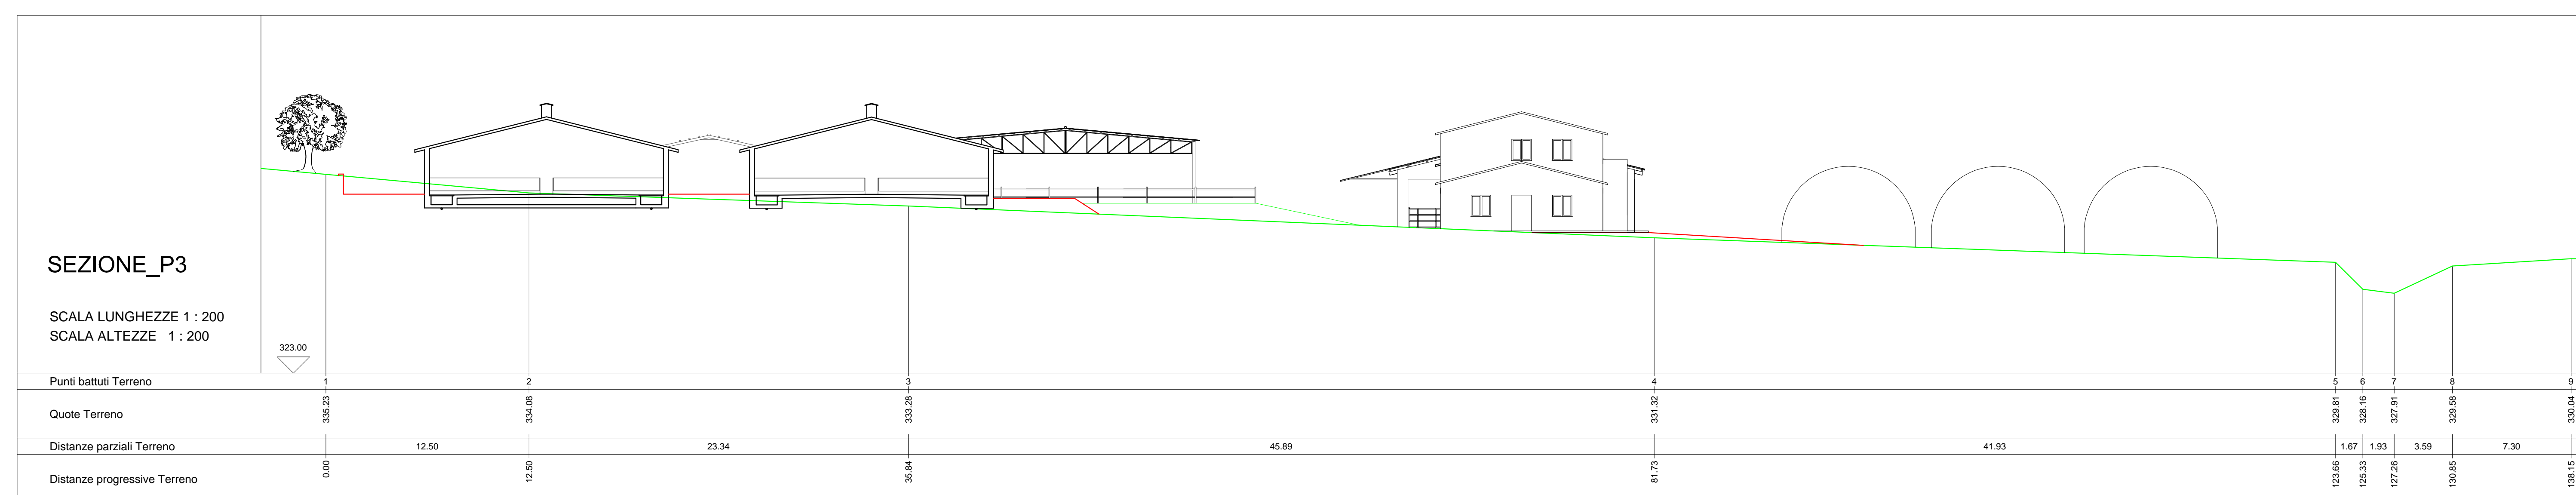 SEZIONE_P3
SCALA LUNGHEZZE 1 : 200
SCALA ALTEZZE 1 : 200
323.00
Punti battuti Terreno 1 2 3 4 5 6 7 8 9
Quote Terreno 335.23 334.08 333.28 331.32 329.81 328.16 327.91 329.58 330.04
Distanze parziali Terreno 12.50 23.34 45.89 41.93 1.67 1.93 3.59 7.30
Distanze progressive Terreno 0.00 12.50 35.84 81.73 123.66 125.33 127.26 130.85 138.15